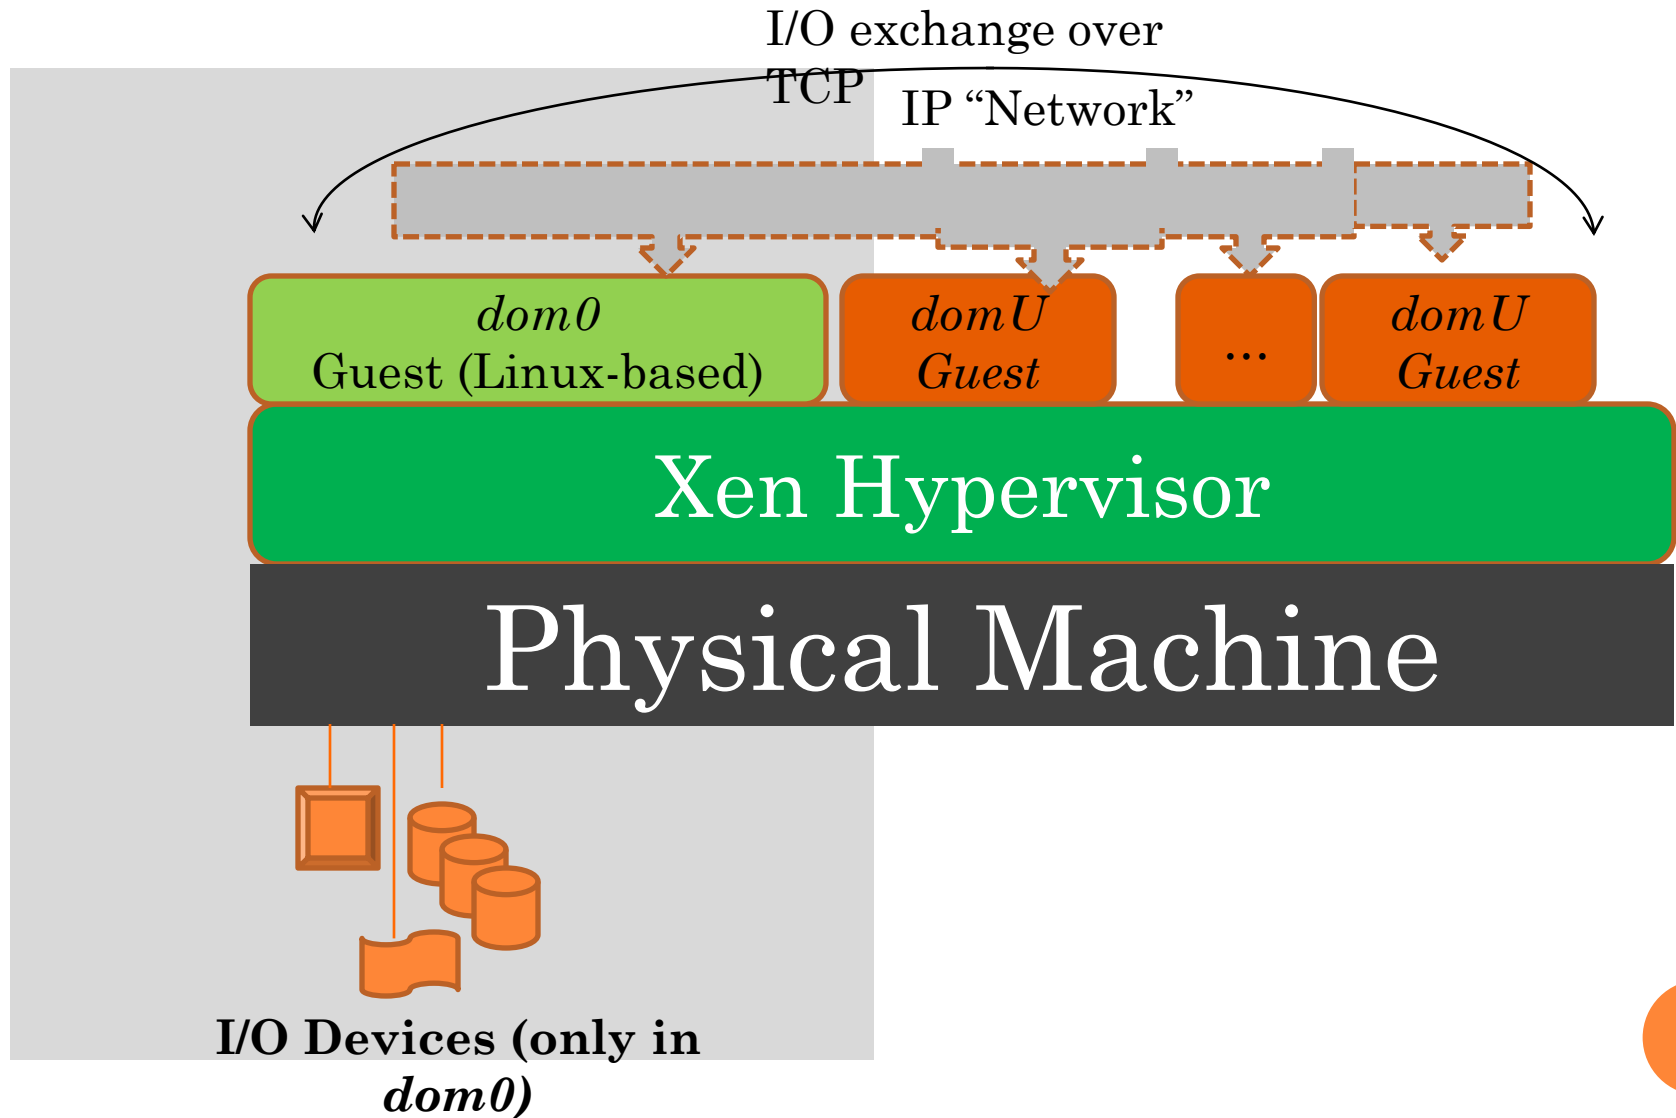 I/O exchange over
TCP
IP “Network”
dom0
Guest (Linux-based)
domU
Guest
...
domU
Guest
Xen Hypervisor
Physical Machine
I/O Devices (only in
dom0)